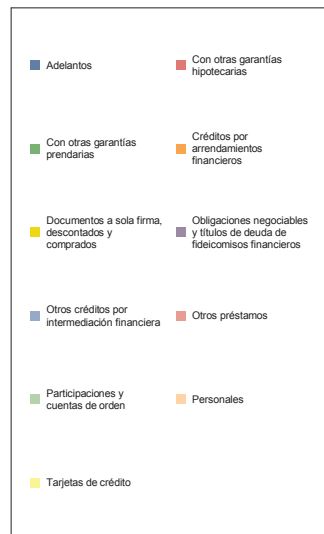 Adelantos
Con otras garantías
hipotecarias
Con otras garantías
prendarias
Créditos por
arrendamientos
financieros
Documentos a sola firma,
descontados y
comprados
Obligaciones negociables
y títulos de deuda de
fideicomisos financieros
Otros créditos por
intermediación financiera
Otros préstamos
Participaciones y
cuentas de orden
Personales
Tarjetas de crédito